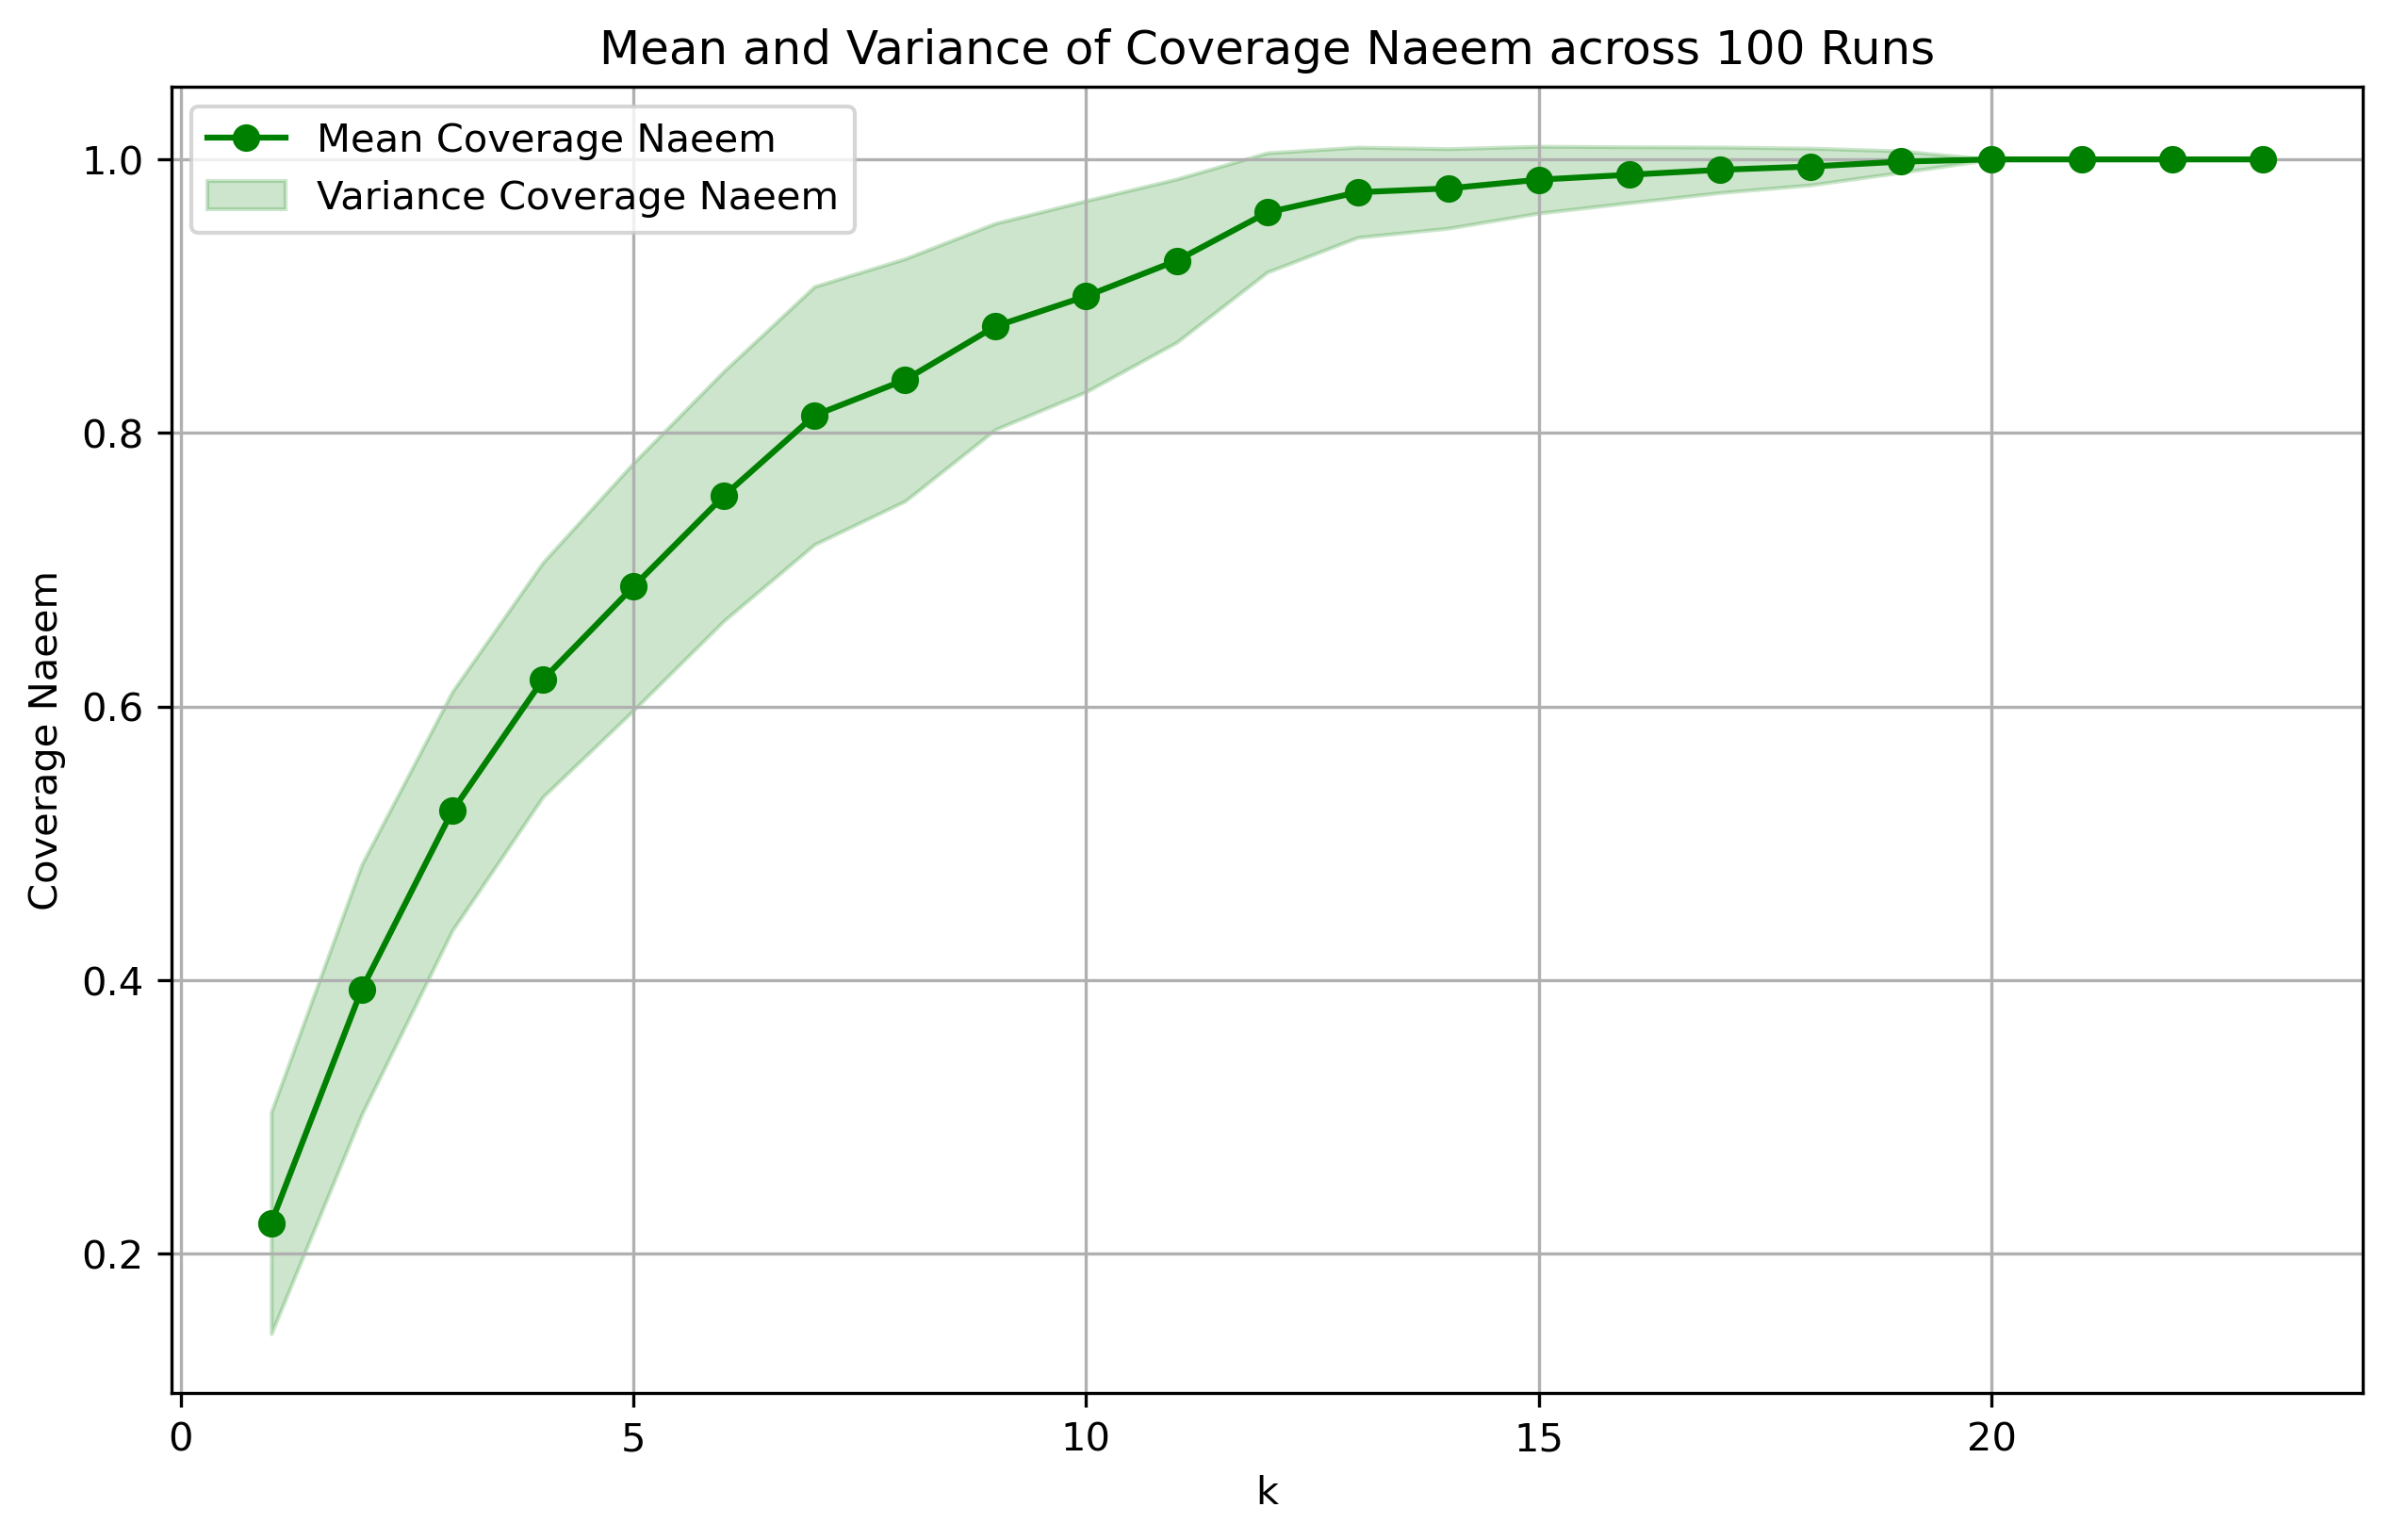 Mean and Variance of Coverage Naeem across 100 Runs
Mean Coverage Naeem
Variance Coverage Naeem
Coverage Naeem
1.0
0.8
0.6
0.4
0.2
0 5 10 15 20
k